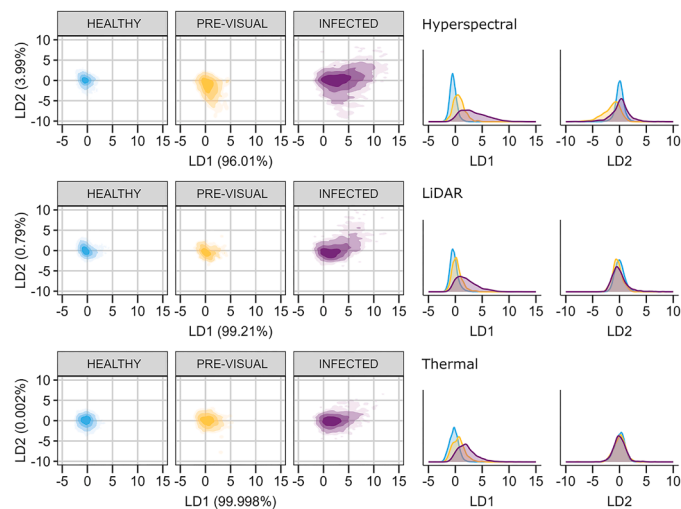 HEALTHY PRE-VISUAL INFECTED Hyperspectral
10
5
0
-5
-10
LD2 (3.99%)
-5 0 5 10 15 -5 0 5 10 15 -5 0 5 10 15 -5 0 5 10 15 -10 -5 0 5 10
LD1 (96.01%) LD1 LD2
HEALTHY PRE-VISUAL INFECTED LiDAR
10
5
0
-5
-10
LD2 (0.79%)
-5 0 5 10 15 -5 0 5 10 15 -5 0 5 10 15 -5 0 5 10 15 -10 -5 0 5 10
LD1 (99.21%) LD1 LD2
HEALTHY PRE-VISUAL INFECTED Thermal
10
5
0
-5
-10
LD2 (0.002%)
-5 0 5 10 15 -5 0 5 10 15 -5 0 5 10 15 -5 0 5 10 15 -10 -5 0 5 10
LD1 (99.998%) LD1 LD2